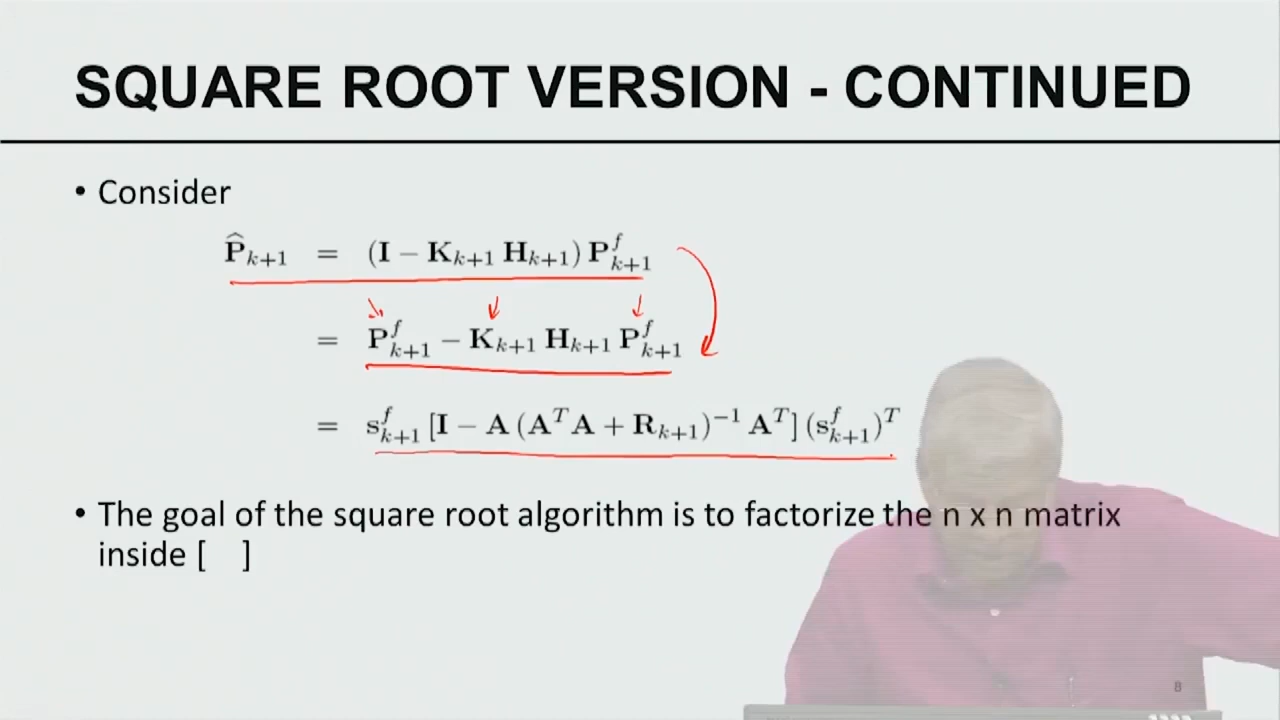 SQUARE ROOT VERSION - CONTINUED
• Consider
P̂ₖ₊₁ = (I − Kₖ₊₁ Hₖ₊₁) Pᶠₖ₊₁
= Pᶠₖ₊₁ − Kₖ₊₁ Hₖ₊₁ Pᶠₖ₊₁
= sᶠₖ₊₁ [I − A (AᵀA + Rₖ₊₁)⁻¹ Aᵀ] (sᶠₖ₊₁)ᵀ
• The goal of the square root algorithm is to factorize the n x n matrix
inside [ ]
8